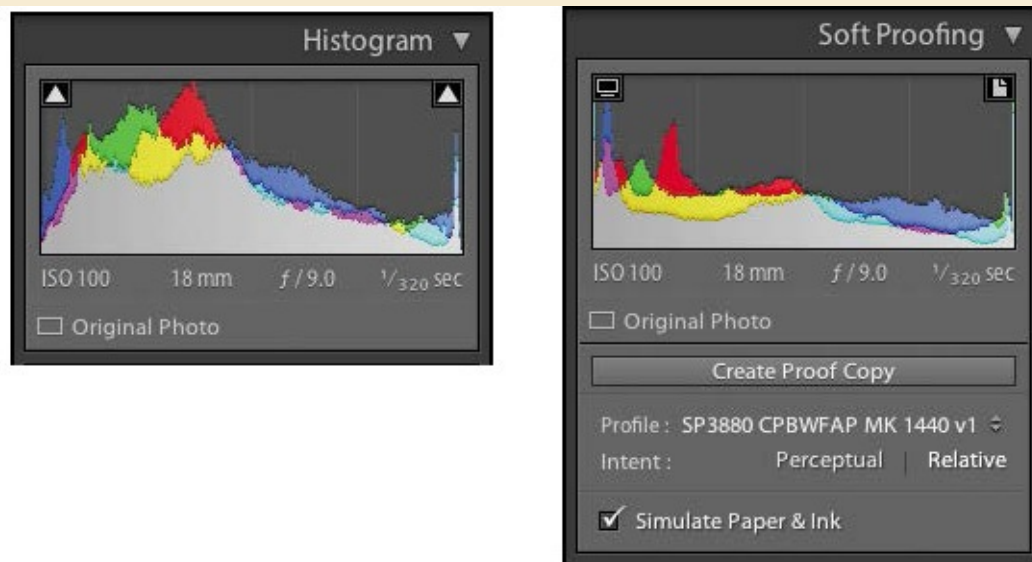 Histogram
ISO 100 18 mm ƒ / 9.0 1/320 sec
Original Photo
Soft Proofing
ISO 100 18 mm ƒ / 9.0 1/320 sec
Original Photo
Create Proof Copy
Profile : SP3880 CPBWFAP MK 1440 v1
Intent : Perceptual | Relative
Simulate Paper & Ink